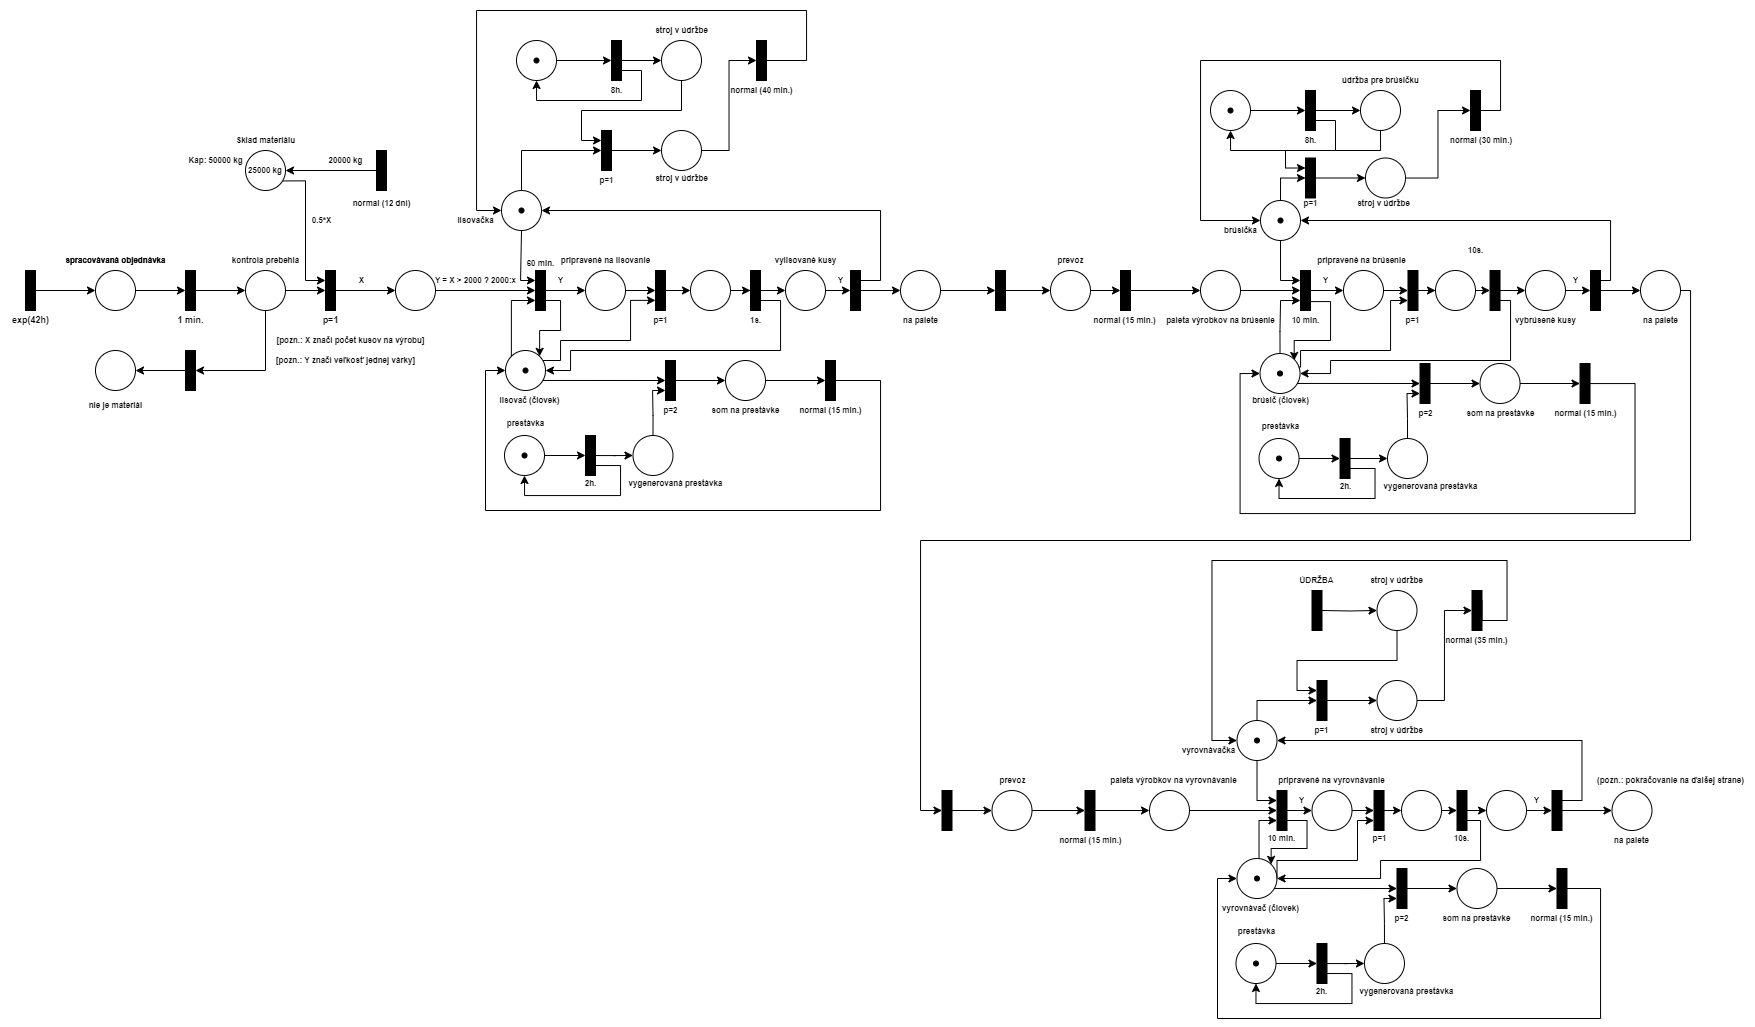 stroj v údržbe
8h.
normal (40 min.)
stroj v údržbe
p=1
Sklad materiálu
Kap: 50000 kg
25000 kg
20000 kg
normal (12 dni)
0.5*X
lisovačka
spracovávaná objednávka
exp(42h)
1 min.
kontrola prebehla
p=1
X
Y = X > 2000 ? 2000:x
[pozn.: X značí počet kusov na výrobu]
[pozn.: Y značí veľkosť jednej várky]
nie je materiál
60 min.
Y
pripravené na lisovanie
p=1
1s.
vylisované kusy
Y
na palete
prevoz
normal (15 min.)
lisovač (človek)
p=2
som na prestávke
normal (15 min.)
prestávka
2h.
vygenerovaná prestávka
údržba pre brúsičku
8h.
normal (30 min.)
p=1
stroj v údržbe
brúsička
paleta výrobkov na brúsenie
10 min.
Y
pripravené na brúsenie
p=1
10s.
vybrúsené kusy
Y
na palete
brúsič (človek)
p=2
som na prestávke
normal (15 min.)
prestávka
2h.
vygenerovaná prestávka
ÚDRŽBA
stroj v údržbe
normal (35 min.)
p=1
stroj v údržbe
vyrovnávačka
prevoz
normal (15 min.)
paleta výrobkov na vyrovnávanie
10 min.
Y
pripravené na vyrovnávanie
p=1
10s.
Y
(pozn.: pokračovanie na ďalšej strane)
na palete
vyrovnávač (človek)
p=2
som na prestávke
normal (15 min.)
prestávka
2h.
vygenerovaná prestávka